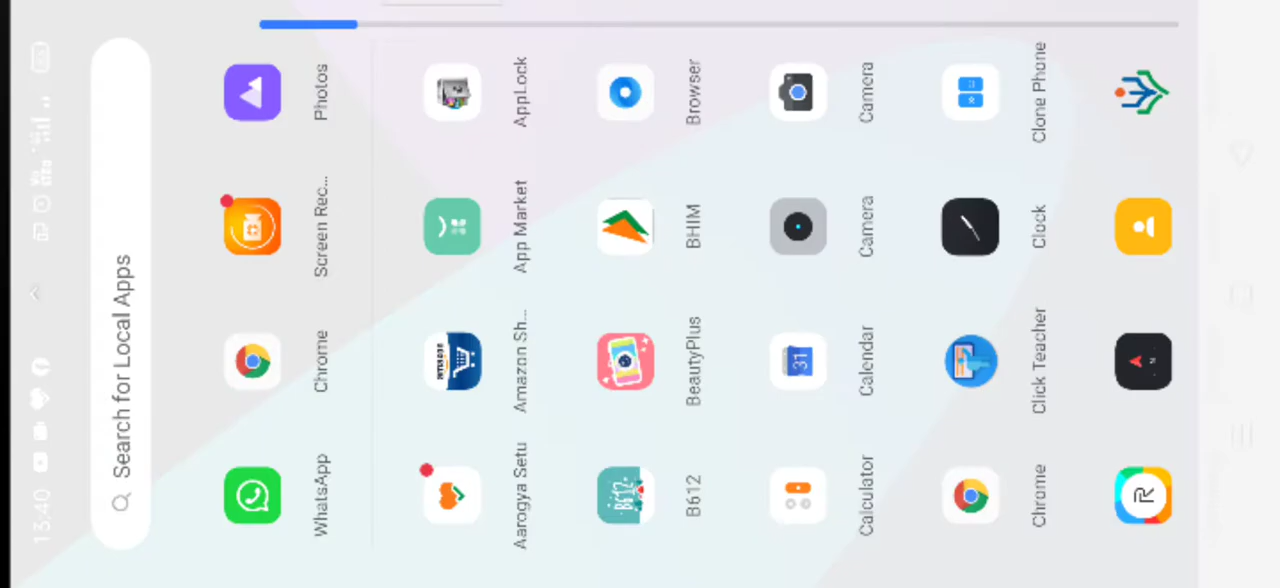 13:40
Search for Local Apps
WhatsApp Chrome Screen Rec... Photos
Aarogya Setu Amazon Sh... App Market AppLock
B612 BeautyPlus BHIM Browser
Calculator Calendar Camera Camera
31
Chrome Click Teacher Clock Clone Phone